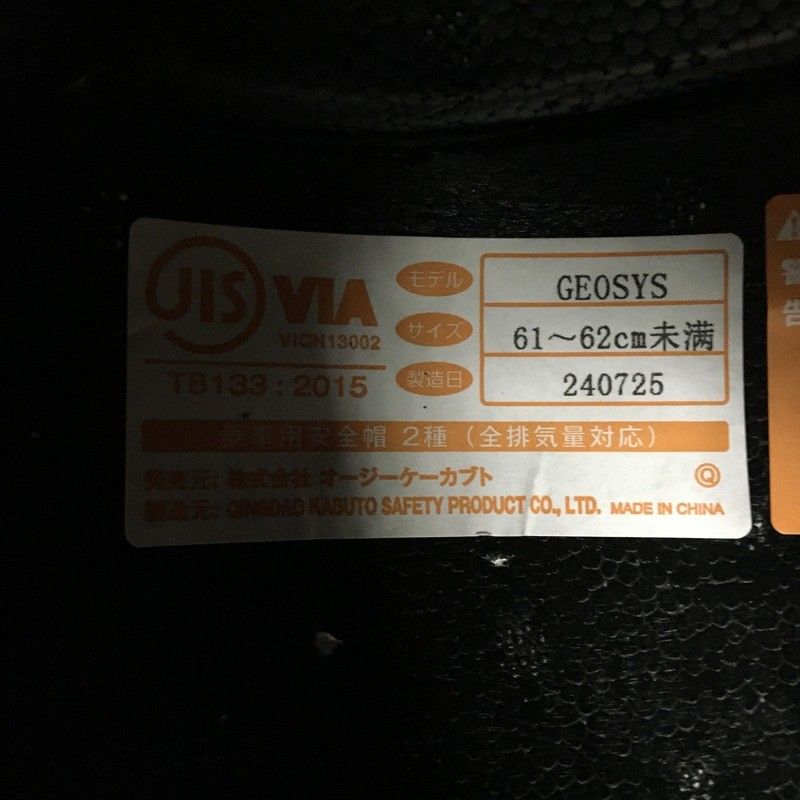 JIS VIA
VICN13002
T8133:2015
モデル GEOSYS
サイズ 61〜62cm未満
製造日 240725
乗車用安全帽 2種（全排気量対応）
発売元: 株式会社 オージーケーカブト Q
製造元: QINGDAO KABUTO SAFETY PRODUCT CO., LTD. MADE IN CHINA
警
告